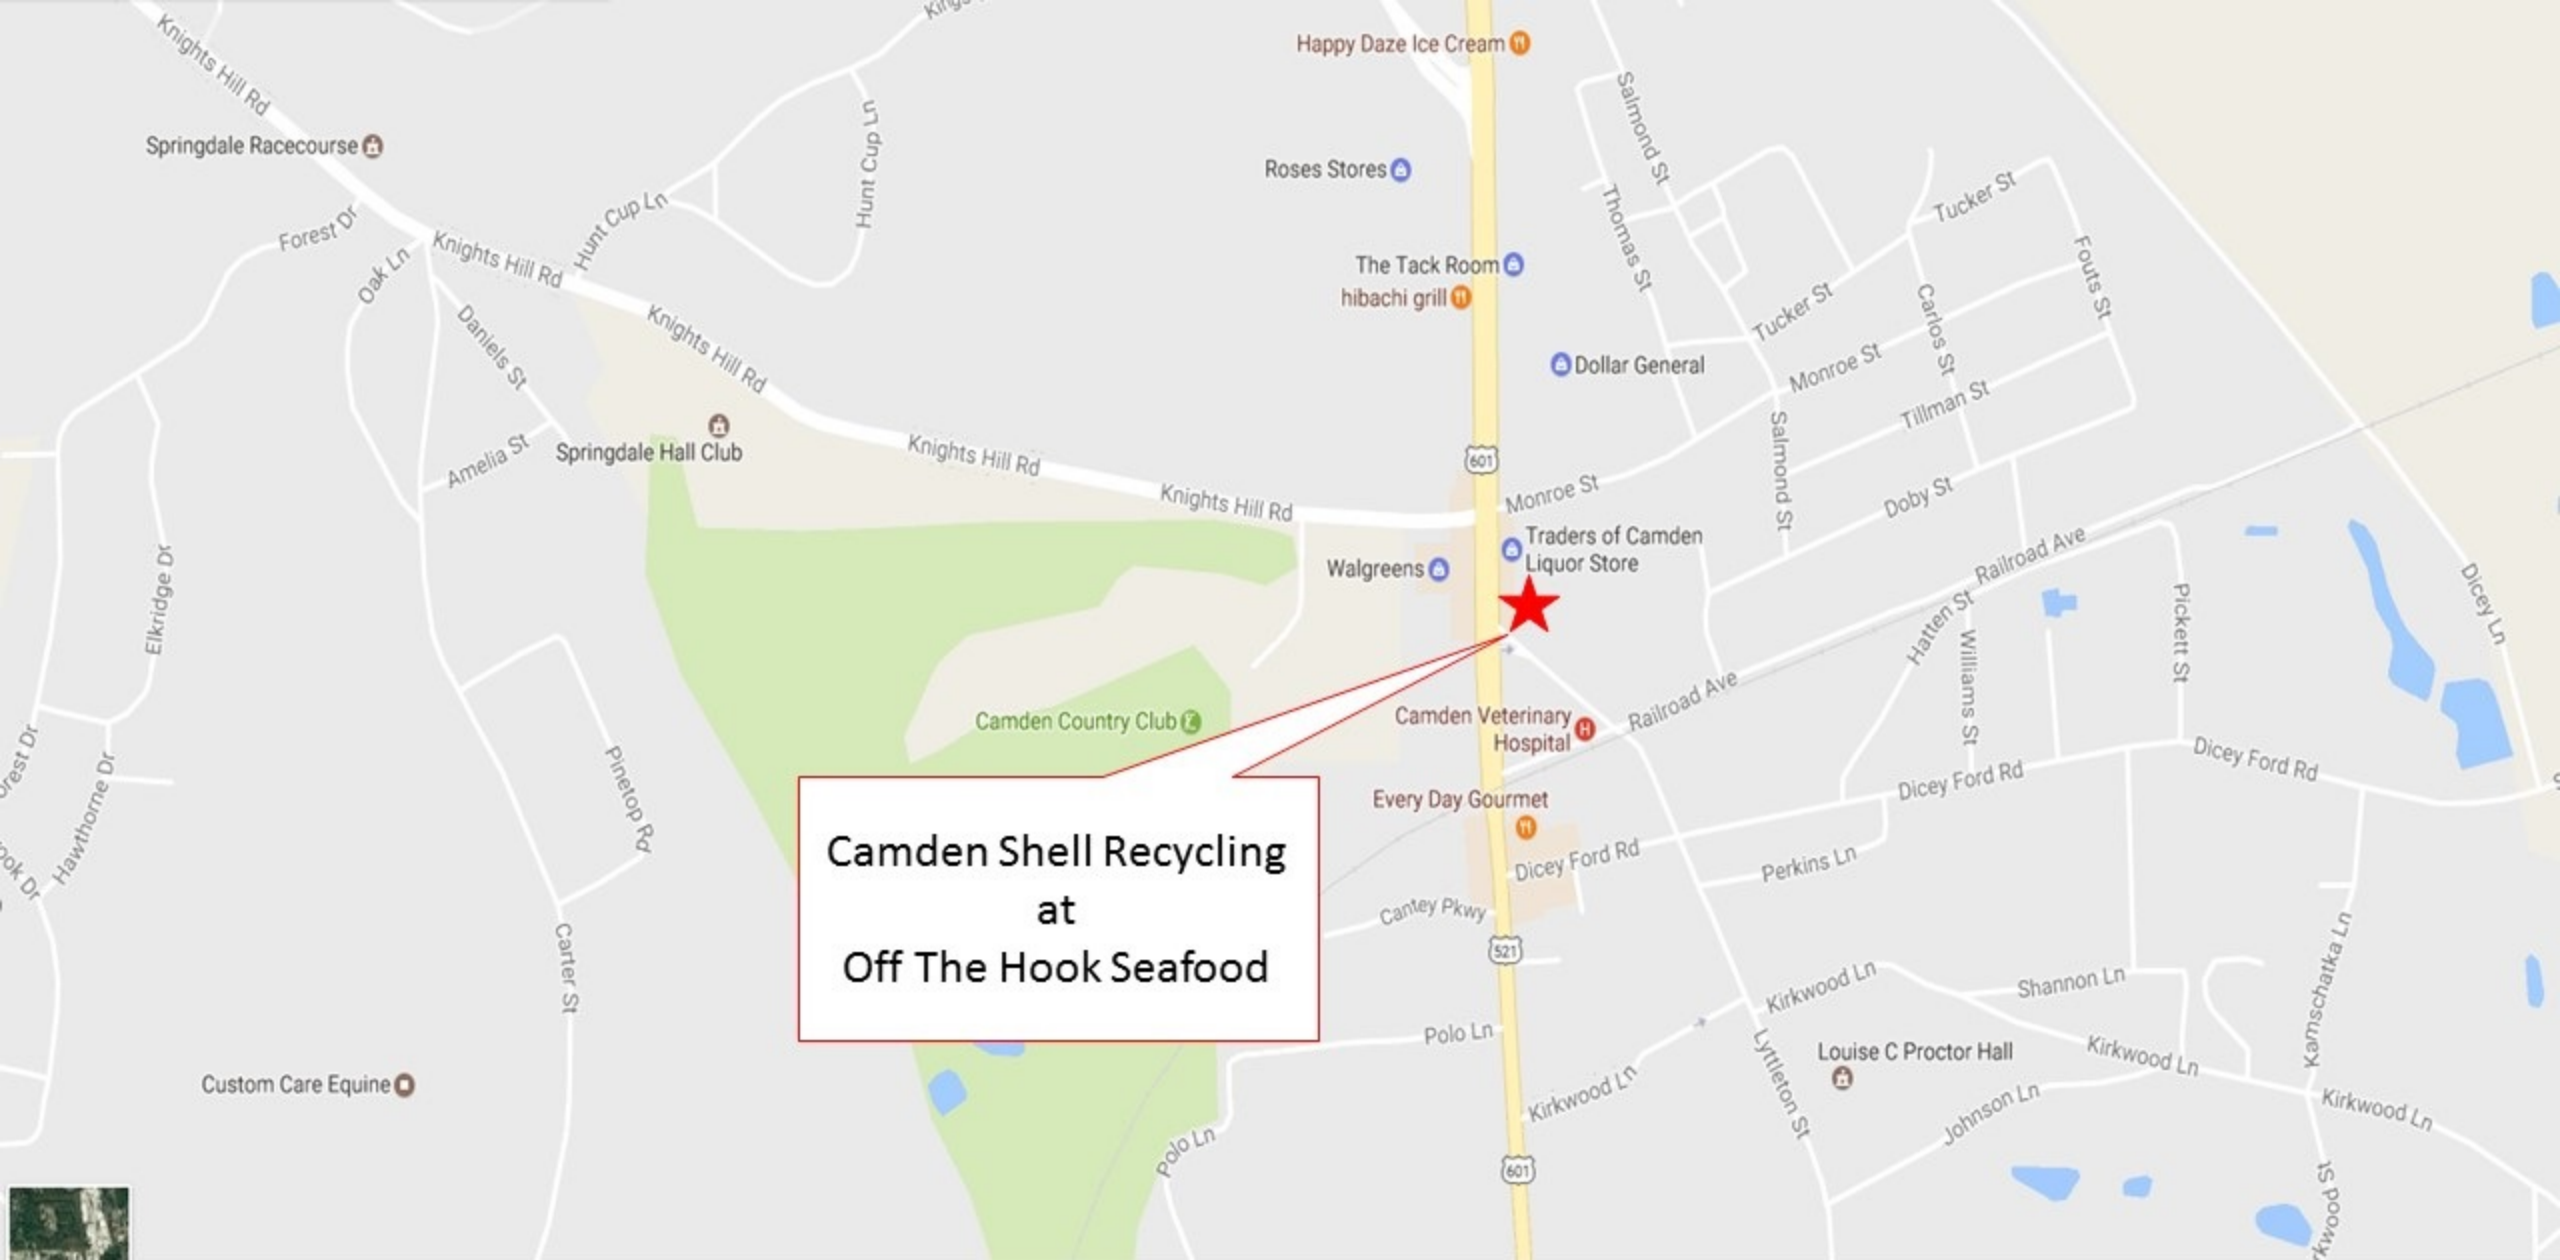 Knights Hill Rd
Happy Daze Ice Cream
Springdale Racecourse
Hunt Cup Ln
Roses Stores
Salmond St
Thomas St
Tucker St
Forest Dr
Oak Ln
Knights Hill Rd
Hunt Cup Ln
The Tack Room
hibachi grill
Tucker St
Fouts St
Carlos St
Daniels St
Knights Hill Rd
Dollar General
Monroe St
Tillman St
Springdale Hall Club
Amelia St
Knights Hill Rd
601
Salmond St
Knights Hill Rd
Monroe St
Doby St
Traders of Camden
Liquor Store
Walgreens
Railroad Ave
Elkridge Dr
Hatten St
Williams St
Pickett St
Dicey Ln
Camden Country Club
Camden Veterinary
Hospital
Railroad Ave
Dicey Ford Rd
Dicey Ford Rd
Hawthorne Dr
Pinetop Rd
Every Day Gourmet
Dicey Ford Rd
Perkins Ln
Camden Shell Recycling
at
Off The Hook Seafood
Cantey Pkwy
521
Carter St
Kirkwood Ln
Shannon Ln
Kamschatka Ln
Polo Ln
Lyttleton St
Louise C Proctor Hall
Kirkwood Ln
Custom Care Equine
Kirkwood Ln
Johnson Ln
Kirkwood Ln
Polo Ln
601